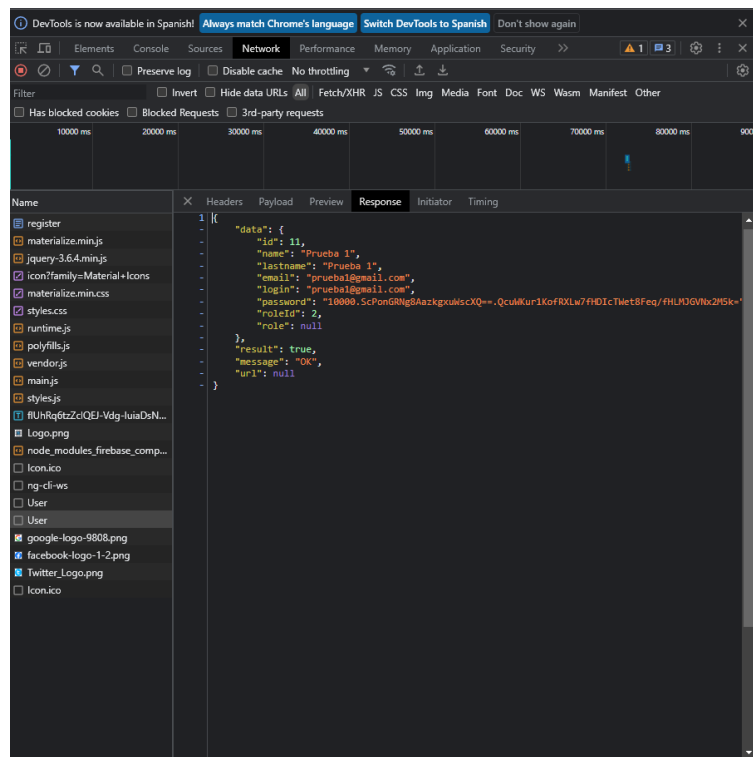 DevTools is now available in Spanish! Always match Chrome's language Switch DevTools to Spanish Don't show again
Elements Console Sources Network Performance Memory Application Security 1 3
Preserve log Disable cache No throttling
Filter Invert Hide data URLs All Fetch/XHR JS CSS Img Media Font Doc WS Wasm Manifest Other
Has blocked cookies Blocked Requests 3rd-party requests
10000 ms 20000 ms 30000 ms 40000 ms 50000 ms 60000 ms 70000 ms 80000 ms 900
Name Headers Payload Preview Response Initiator Timing
register
materialize.min.js
jquery-3.6.4.min.js
icon?family=Material+Icons
materialize.min.css
styles.css
runtime.js
polyfills.js
vendor.js
main.js
styles.js
flUhRq6tzZclQEJ-Vdg-IuiaDsN...
Logo.png
node_modules_firebase_comp...
Icon.ico
ng-cli-ws
User
User
google-logo-9808.png
facebook-logo-1-2.png
Twitter_Logo.png
Icon.ico
1 {
- "data": {
- "id": 11,
- "name": "Prueba 1",
- "lastname": "Prueba 1",
- "email": "prueba1@gmail.com",
- "login": "prueba1@gmail.com",
- "password": "10000.ScPonGRNg8AazkgxuWscXQ==.QcuWKur1KofRXLw7fHDIcTWet8Feq/fHLMJGVNx2M5k="
- "roleId": 2,
- "role": null
- },
- "result": true,
- "message": "OK",
- "url": null
- }